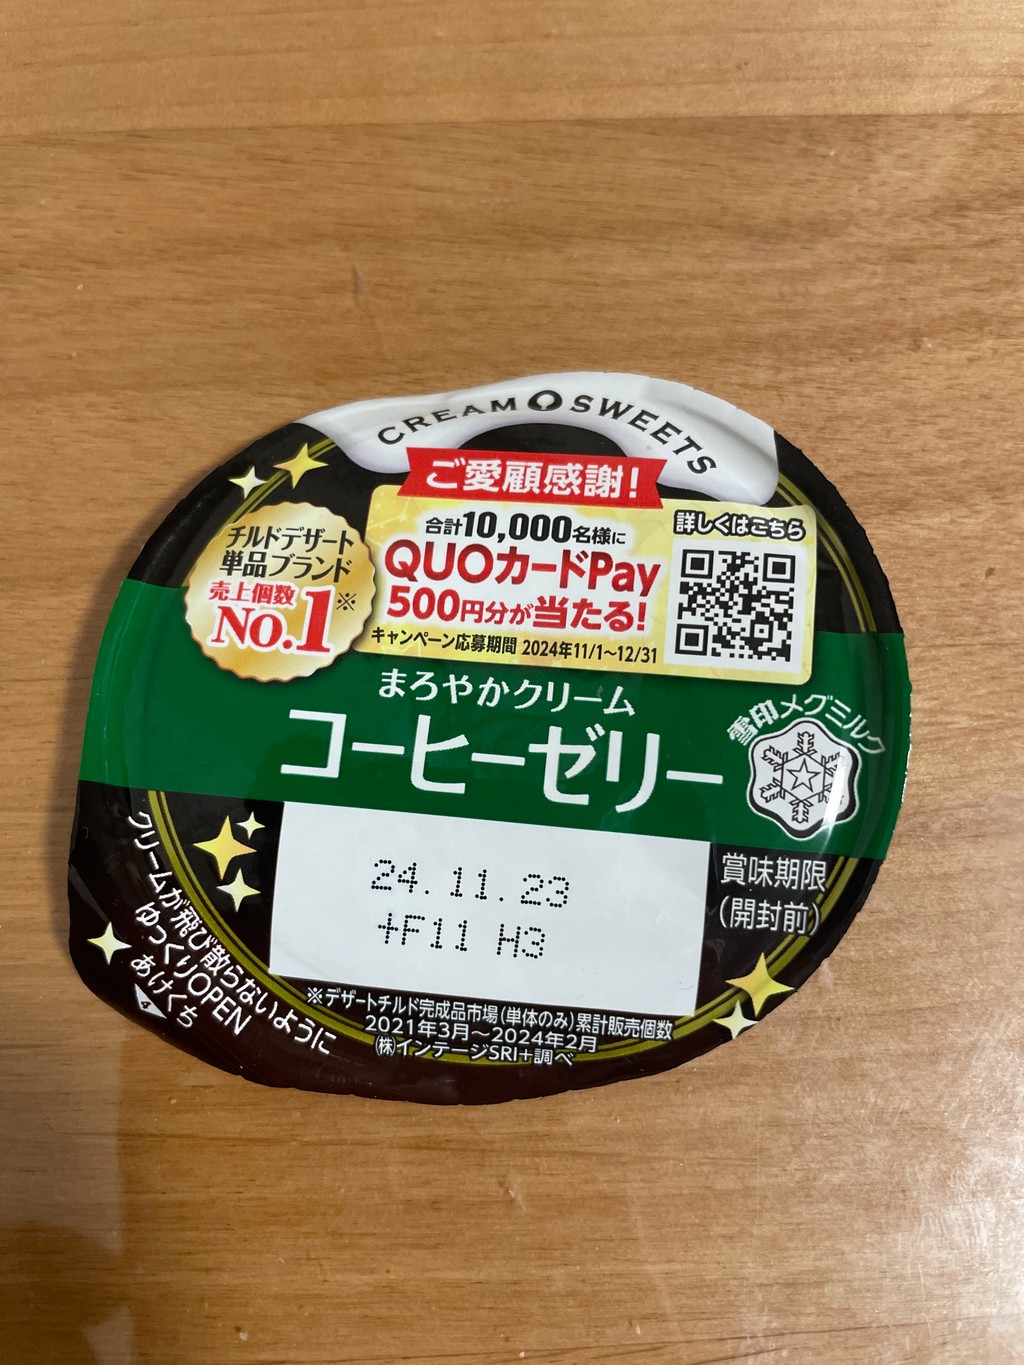 CREAM SWEETS
ご愛顧感謝！
チルドデザート
単品ブランド
売上個数
No.1※
合計10,000名様に
QUOカードPay
500円分が当たる！
キャンペーン応募期間 2024年11/1～12/31
詳しくはこちら
まろやかクリーム
コーヒーゼリー
雪印メグミルク
24.11.23
+F11 H3
賞味期限
(開封前)
クリームが飛び散らないように
ゆっくりOPEN
あけくち
※デザートチルド完成品市場(単体のみ)累計販売個数
2021年3月～2024年2月
㈱インテージSRI+調べ